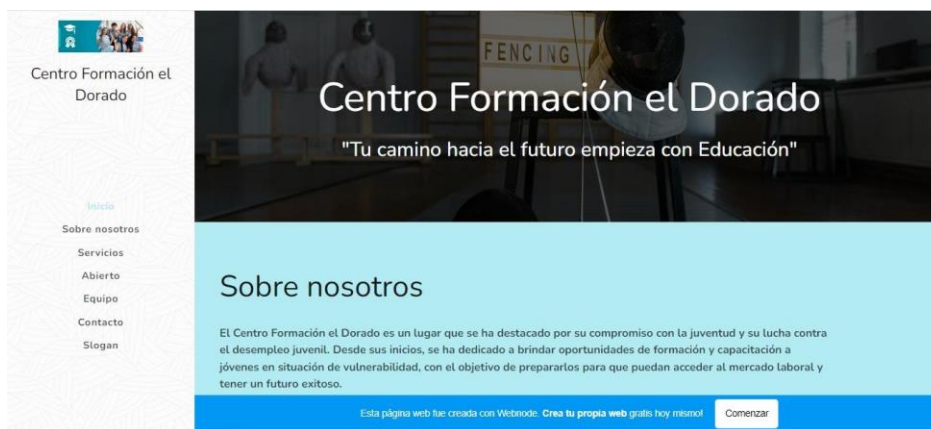 Centro Formación el
Dorado
Inicio
Sobre nosotros
Servicios
Abierto
Equipo
Contacto
Slogan
FENCING
Centro Formación el Dorado
"Tu camino hacia el futuro empieza con Educación"
Sobre nosotros
El Centro Formación el Dorado es un lugar que se ha destacado por su compromiso con la juventud y su lucha contra
el desempleo juvenil. Desde sus inicios, se ha dedicado a brindar oportunidades de formación y capacitación a
jóvenes en situación de vulnerabilidad, con el objetivo de prepararlos para que puedan acceder al mercado laboral y
tener un futuro exitoso.
Esta página web fue creada con Webnode. Crea tu propia web gratis hoy mismo! Comenzar